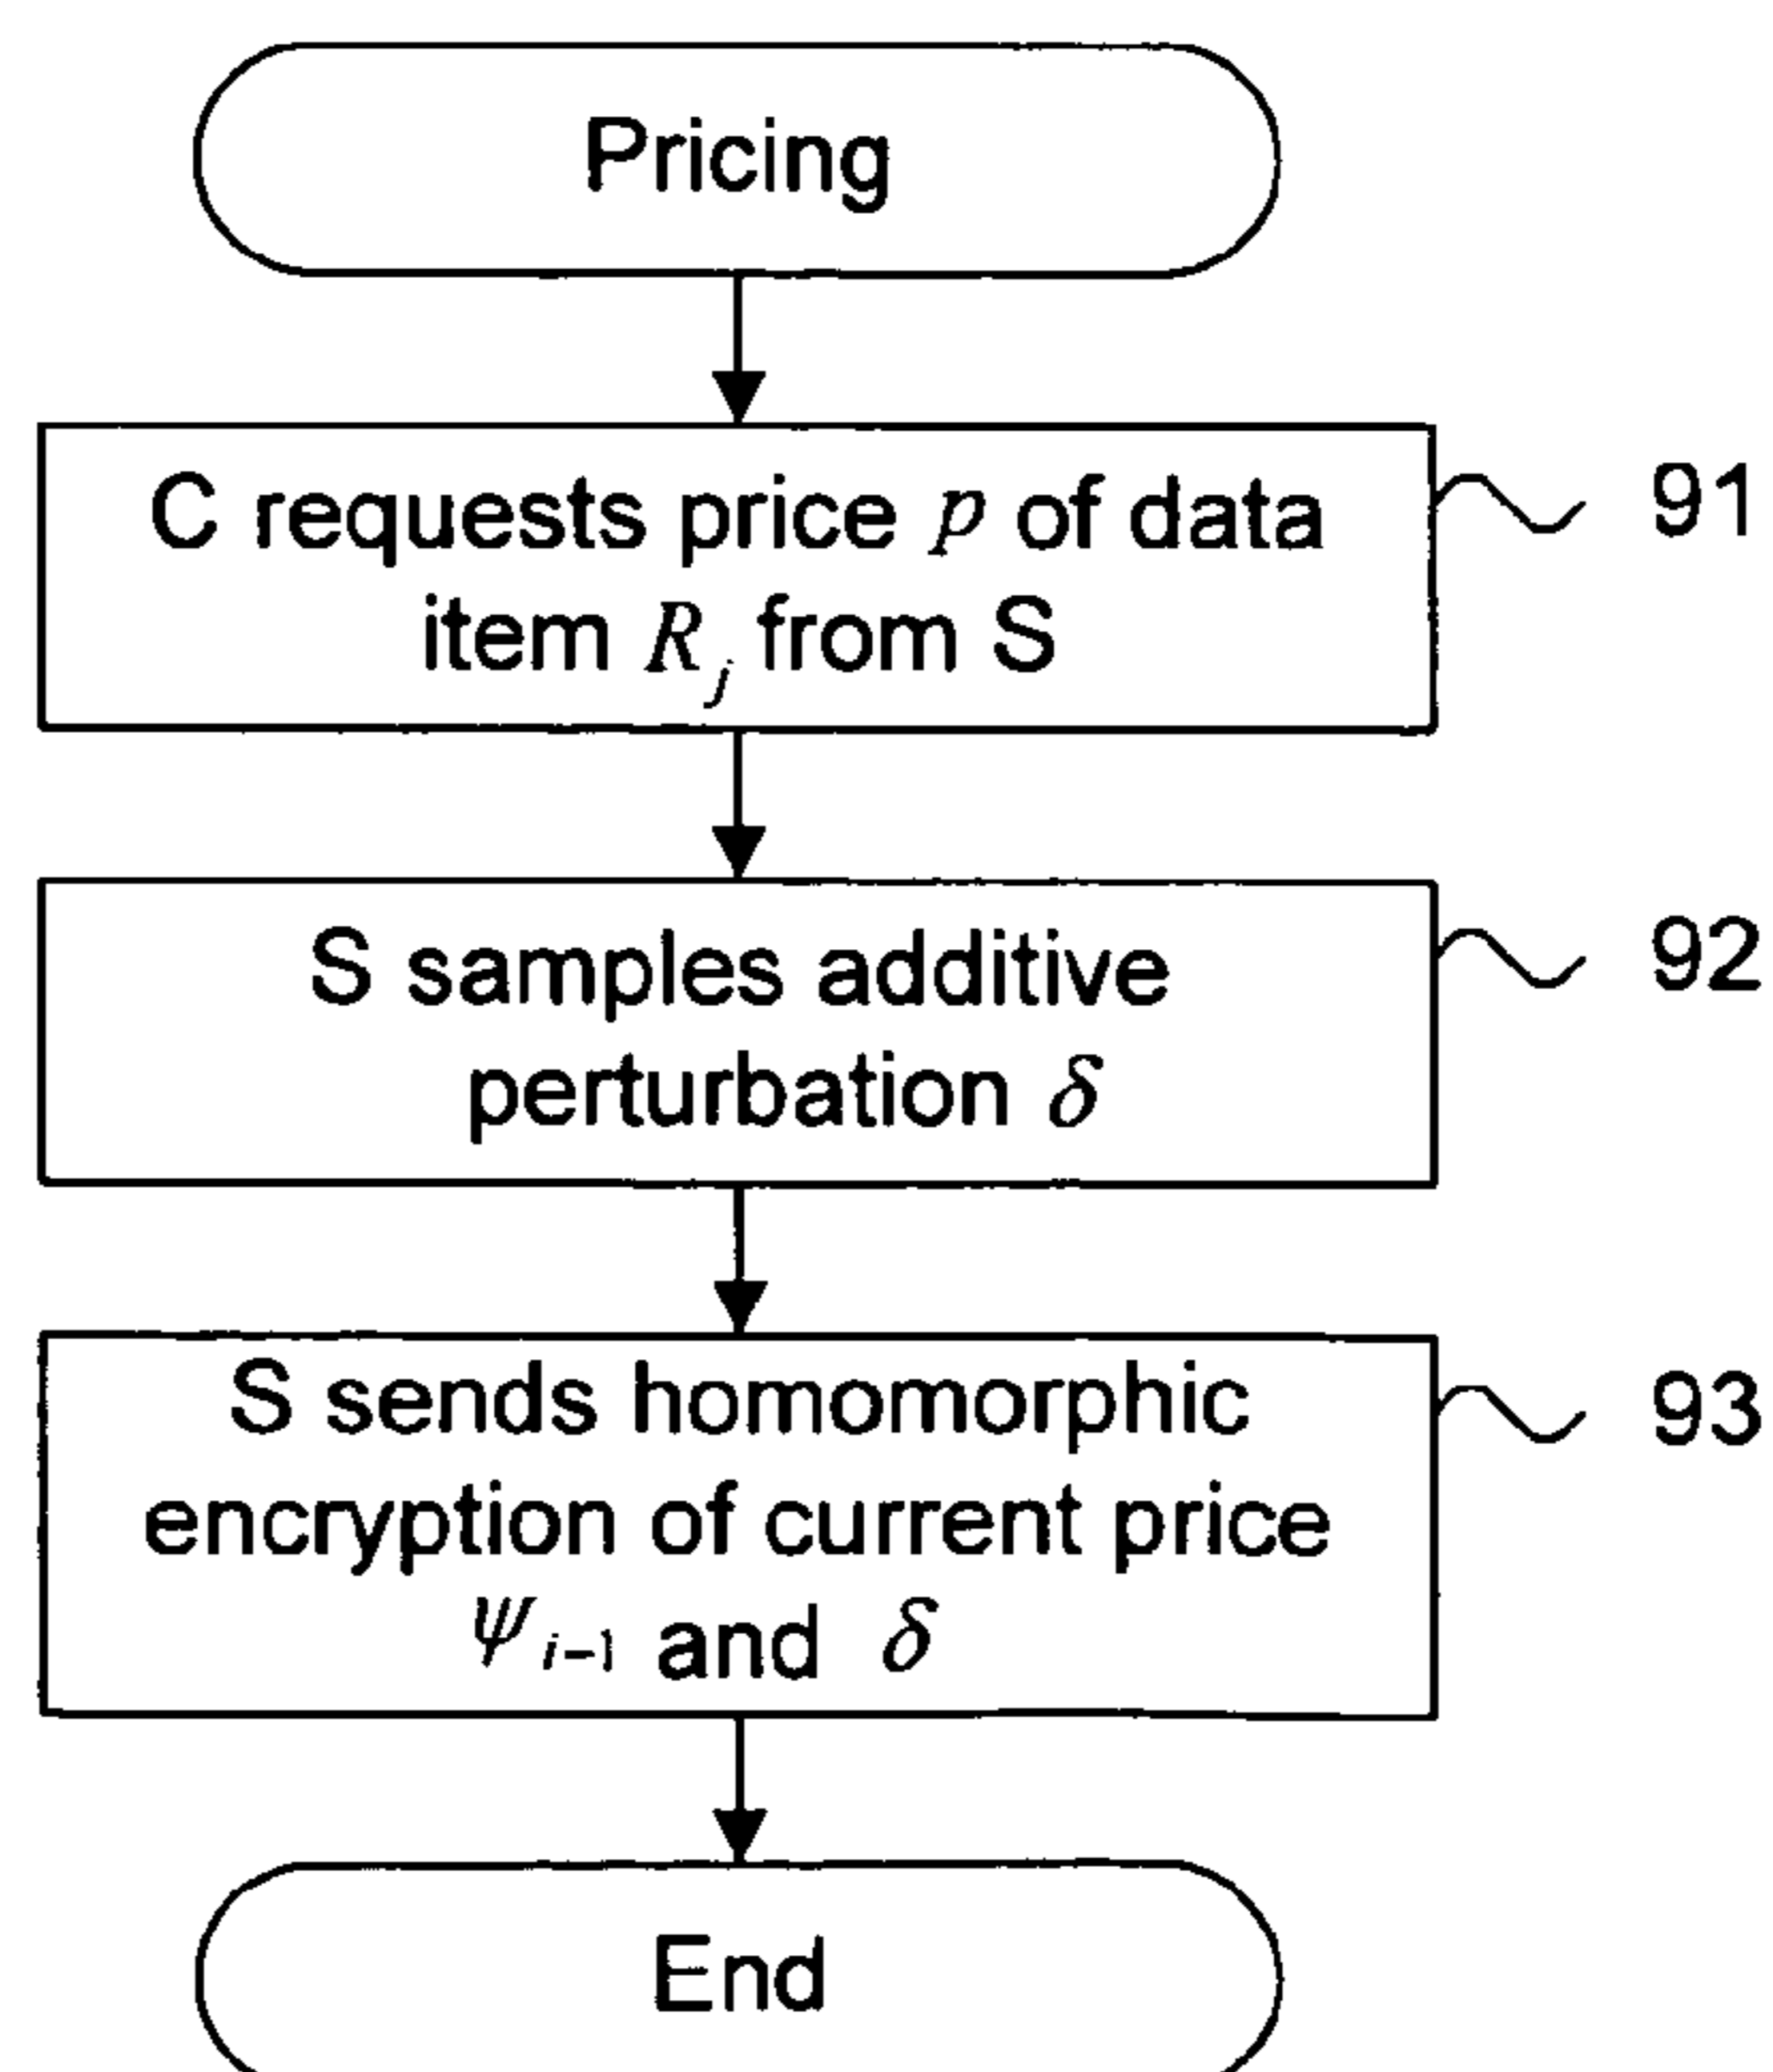 Pricing
C requests price p of data
item R_j from S
91
S samples additive
perturbation δ
92
S sends homomorphic
encryption of current price
ψ_{i-1} and δ
93
End